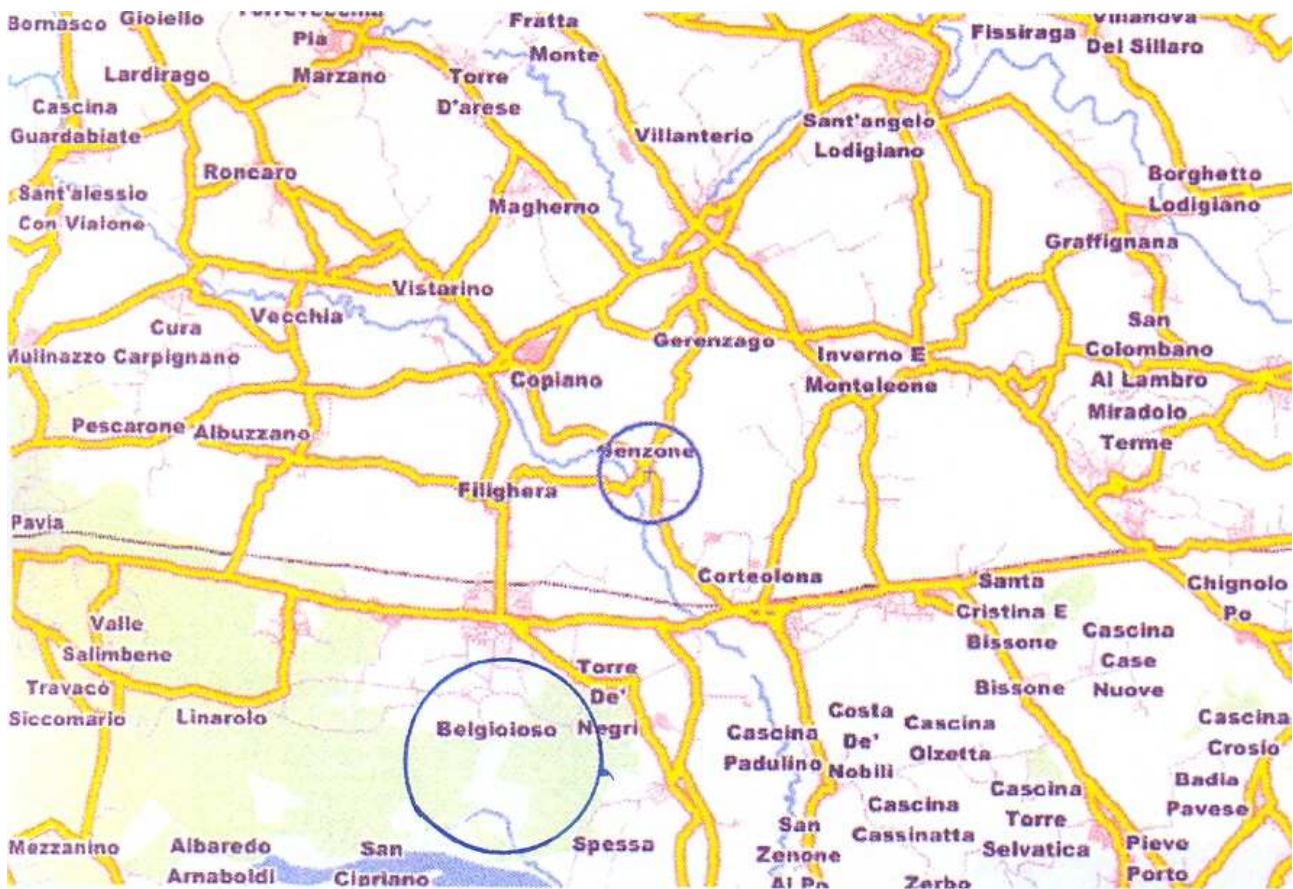 Bornasco
Gioiello
Pia
Marzano
Lardirago
Fratta
Monte
Fissiraga
Villanova
Del Sillaro
Torre
D'arese
Cascina
Guardabiate
Villanterio
Sant'angelo
Lodigiano
Roncaro
Sant'alessio
Con Vialone
Magherno
Borghetto
Lodigiano
Graffignana
Vistarino
Vecchia
Cura
Mulinazzo Carpignano
Gerenzago
Inverno E
Monteleone
San
Colombano
Al Lambro
Copiano
Miradolo
Terme
Pescarone
Albuzzano
Genzone
Filighera
Pavia
Corteolona
Santa
Cristina E
Bissone
Chignolo
Po
Valle
Salimbene
Cascina
Case
Nuove
Travacò
Siccomario
Linarolo
Torre
De'
Negri
Bissone
Belgioioso
Cascina
Padulino
Costa
De'
Nobili
Cascina
Olzetta
Cascina
Crosio
Badia
Pavese
Cascina
Cassinatta
Cascina
Torre
Selvatica
Mezzanino
Albaredo
Arnaboldi
San
Cipriano
Spessa
San
Zenone
Al Po
Zerbo
Pieve
Porto